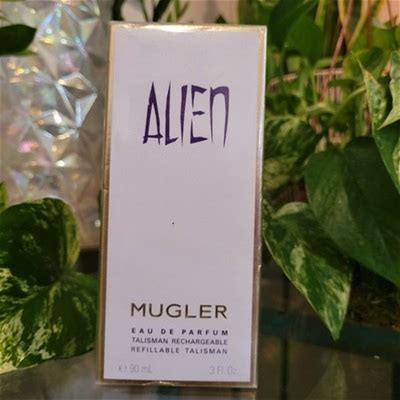 ALIEN
MUGLER
EAU DE PARFUM
TALISMAN RECHARGEABLE
REFILLABLE TALISMAN
℮ 90 mL 3 Fl.Oz